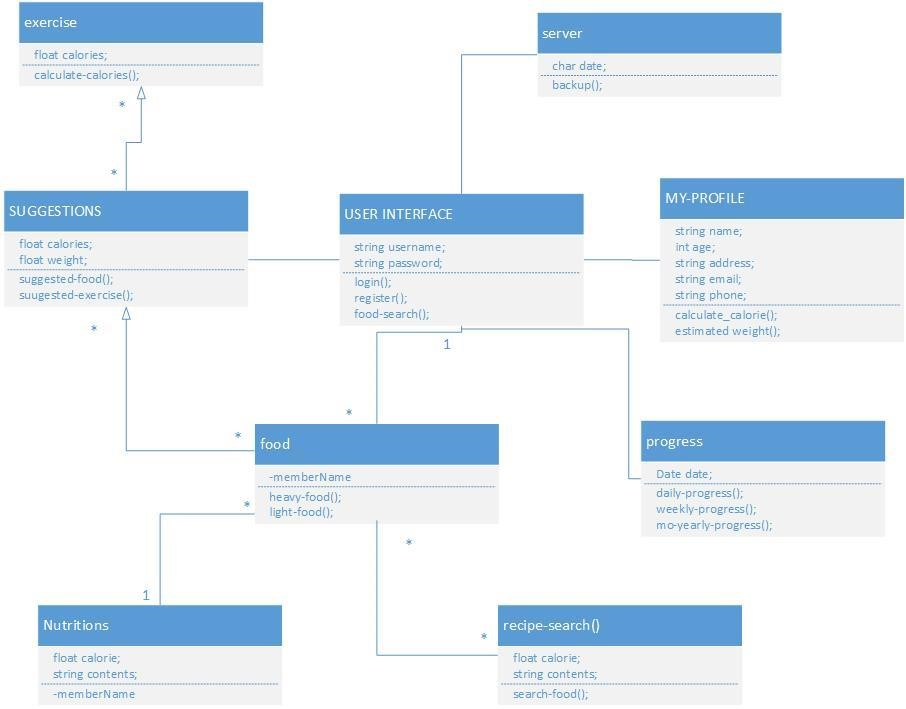 exercise
float calories;
calculate-calories();
server
char date;
backup();
*
*
SUGGESTIONS
float calories;
float weight;
suggested-food();
suugested-exercise();
USER INTERFACE
string username;
string password;
login();
register();
food-search();
MY-PROFILE
string name;
int age;
string address;
string email;
string phone;
calculate_calorie();
estimated weight();
*
1
*
*
food
-memberName
heavy-food();
light-food();
progress
Date date;
daily-progress();
weekly-progress();
mo-yearly-progress();
*
*
1
*
Nutritions
float calorie;
string contents;
-memberName
recipe-search()
float calorie;
string contents;
search-food();